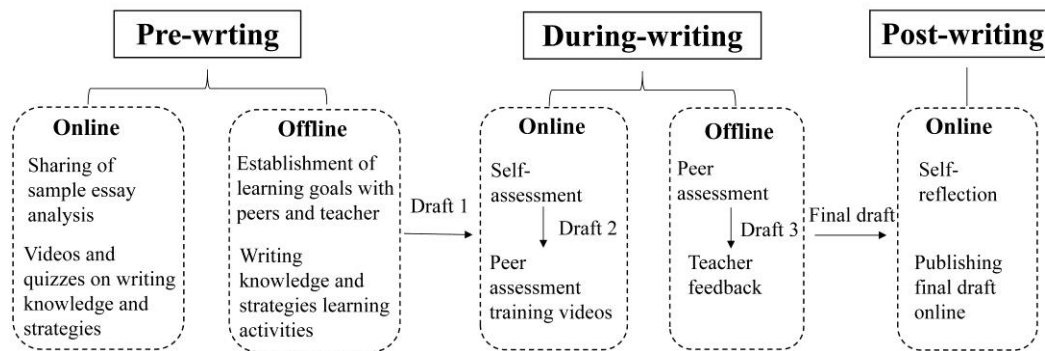 Pre-wrting
During-writing
Post-writing
Online
Sharing of
sample essay
analysis
Videos and
quizzes on writing
knowledge and
strategies
Offline
Establishment of
learning goals with
peers and teacher
Writing
knowledge and
strategies learning
activities
Draft 1
Online
Self-
assessment
Draft 2
Peer
assessment
training videos
Offline
Peer
assessment
Draft 3
Teacher
feedback
Final draft
Online
Self-
reflection
Publishing
final draft
online